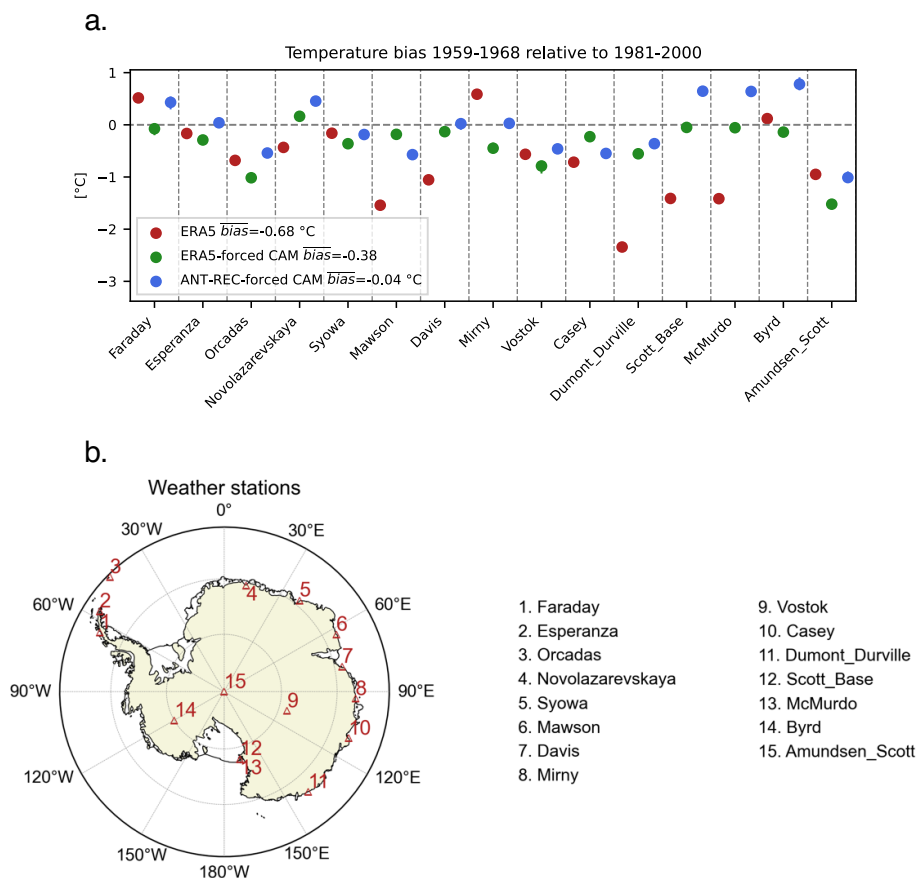 a.
Temperature bias 1959-1968 relative to 1981-2000
1
0
−1
−2
−3
[°C]
ERA5 bias=-0.68 °C
ERA5-forced CAM bias=-0.38
ANT-REC-forced CAM bias=-0.04 °C
Faraday
Esperanza
Orcadas
Novolazarevskaya
Syowa
Mawson
Davis
Mirny
Vostok
Casey
Dumont_Durville
Scott_Base
McMurdo
Byrd
Amundsen_Scott
b.
Weather stations
0°
30°W
30°E
60°W
60°E
90°W
90°E
120°W
120°E
150°W
150°E
180°W
3
2
1
4
5
6
7
8
15
9
14
10
12
13
11
1. Faraday
2. Esperanza
3. Orcadas
4. Novolazarevskaya
5. Syowa
6. Mawson
7. Davis
8. Mirny
9. Vostok
10. Casey
11. Dumont_Durville
12. Scott_Base
13. McMurdo
14. Byrd
15. Amundsen_Scott